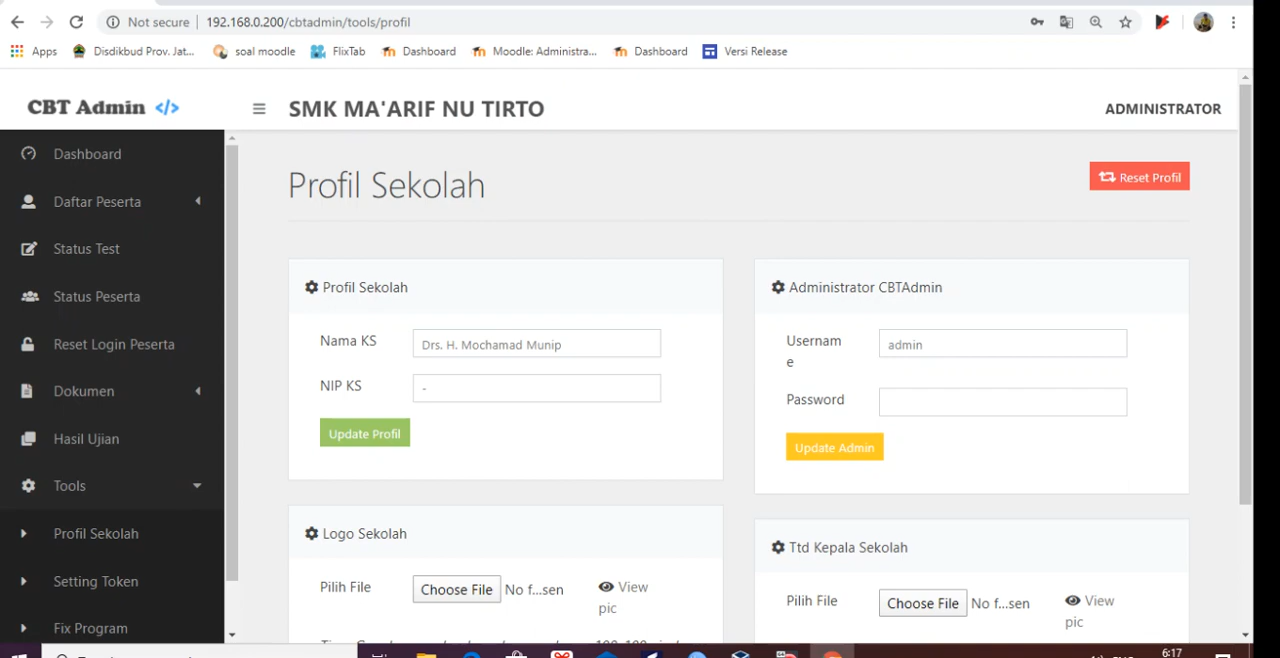 Not secure | 192.168.0.200/cbtadmin/tools/profil
Apps Disdikbud Prov. Jat... soal moodle FlixTab Dashboard Moodle: Administra... Dashboard Versi Release
CBT Admin </> SMK MA'ARIF NU TIRTO ADMINISTRATOR
Dashboard
Daftar Peserta
Status Test
Status Peserta
Reset Login Peserta
Dokumen
Hasil Ujian
Tools
Profil Sekolah
Setting Token
Fix Program
Profil Sekolah Reset Profil
Profil Sekolah
Nama KS Drs. H. Mochamad Munip
NIP KS -
Update Profil
Administrator CBTAdmin
Usernam admin
e
Password
Update Admin
Logo Sekolah
Pilih File Choose File No f...sen View
pic
Ttd Kepala Sekolah
Pilih File Choose File No f...sen View
pic
6:17